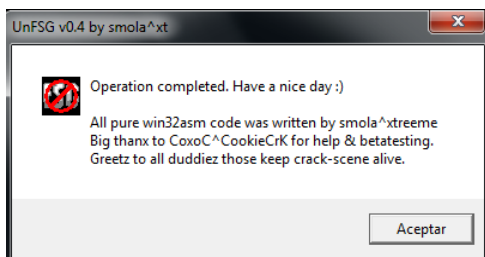 UnFSG v0.4 by smola^xt
Operation completed. Have a nice day :)
All pure win32asm code was written by smola^xtreeme
Big thanx to CoxoC^CookieCrK for help & betatesting.
Greetz to all duddiez those keep crack-scene alive.
Aceptar